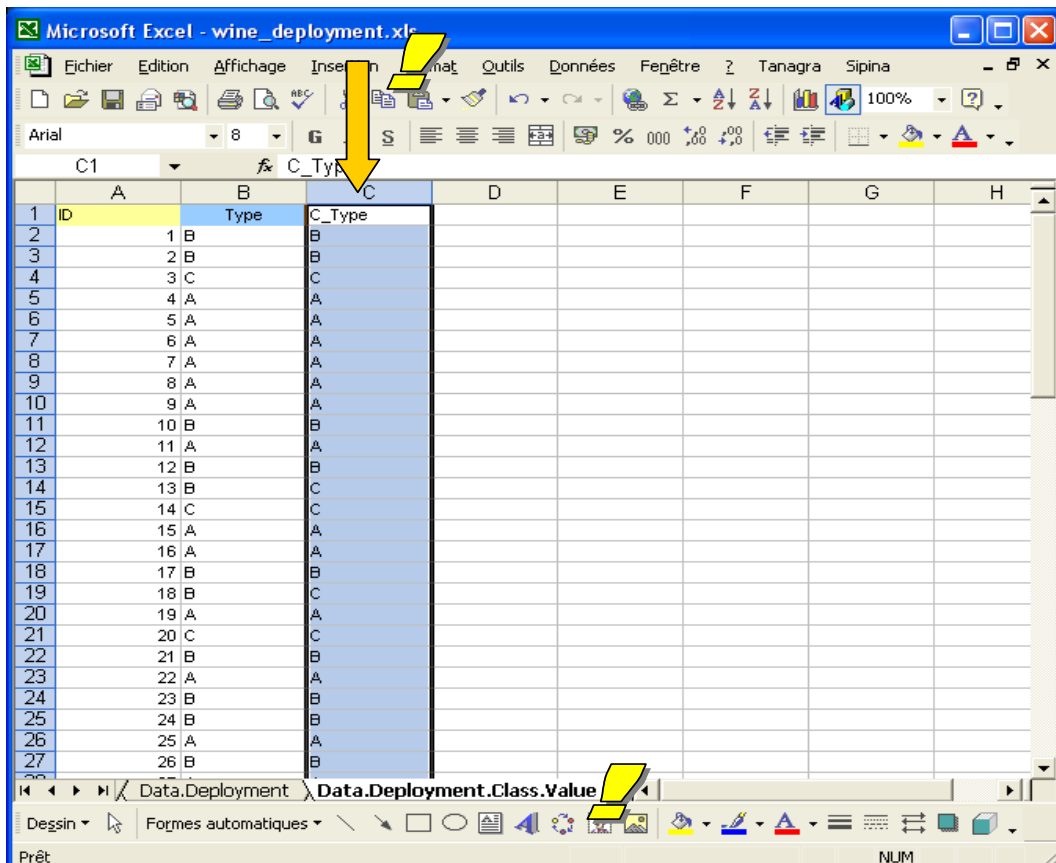 Microsoft Excel - wine_deployment.xls
Fichier Edition Affichage Insertion Outils Données Fenêtre ? Tanagra Sipina
100%
Arial 8 G S % 000
C1 fx C_Typ
A B C D E F G H
1 ID Type C_Type
2 1 B B
3 2 B B
4 3 C C
5 4 A A
6 5 A A
7 6 A A
8 7 A A
9 8 A A
10 9 A A
11 10 B B
12 11 A A
13 12 B B
14 13 B C
15 14 C C
16 15 A A
17 16 A A
18 17 B B
19 18 B C
20 19 A A
21 20 C C
22 21 B B
23 22 A A
24 23 B B
25 24 B B
26 25 A A
27 26 B B
Data.Deployment Data.Deployment.Class.Value
Dessin Formes automatiques
Prêt NUM